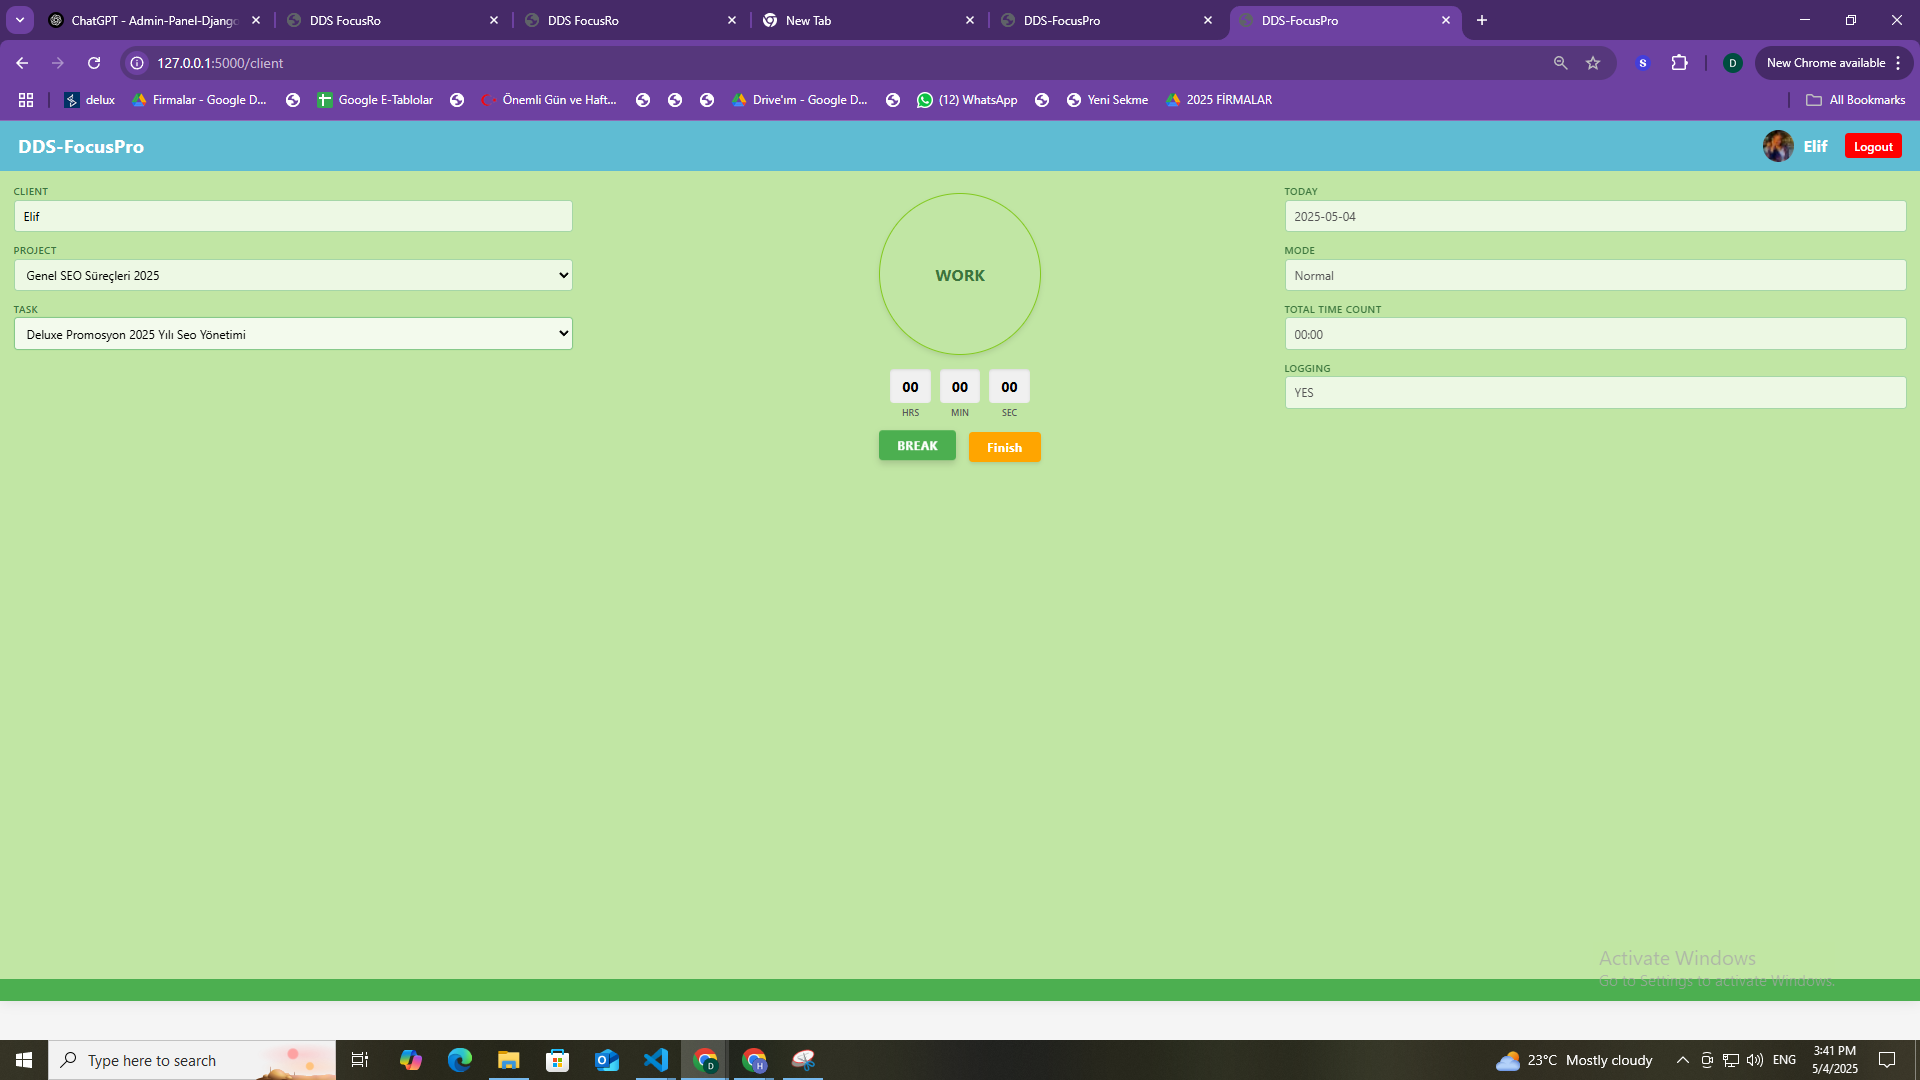 ChatGPT - Admin-Panel-Django
DDS FocusRo
DDS FocusRo
New Tab
DDS-FocusPro
DDS-FocusPro
127.0.0.1:5000/client
S
D
New Chrome available
delux
Firmalar - Google D...
Google E-Tablolar
Önemli Gün ve Haft...
Drive'ım - Google D...
(12) WhatsApp
Yeni Sekme
2025 FİRMALAR
All Bookmarks
DDS-FocusPro
Elif
Logout
CLIENT
Elif
PROJECT
Genel SEO Süreçleri 2025
TASK
Deluxe Promosyon 2025 Yılı Seo Yönetimi
WORK
00 00 00
HRS MIN SEC
BREAK
Finish
TODAY
2025-05-04
MODE
Normal
TOTAL TIME COUNT
00:00
LOGGING
YES
Activate Windows
Go to Settings to activate Windows.
Type here to search
D
H
23°C Mostly cloudy
ENG
3:41 PM
5/4/2025